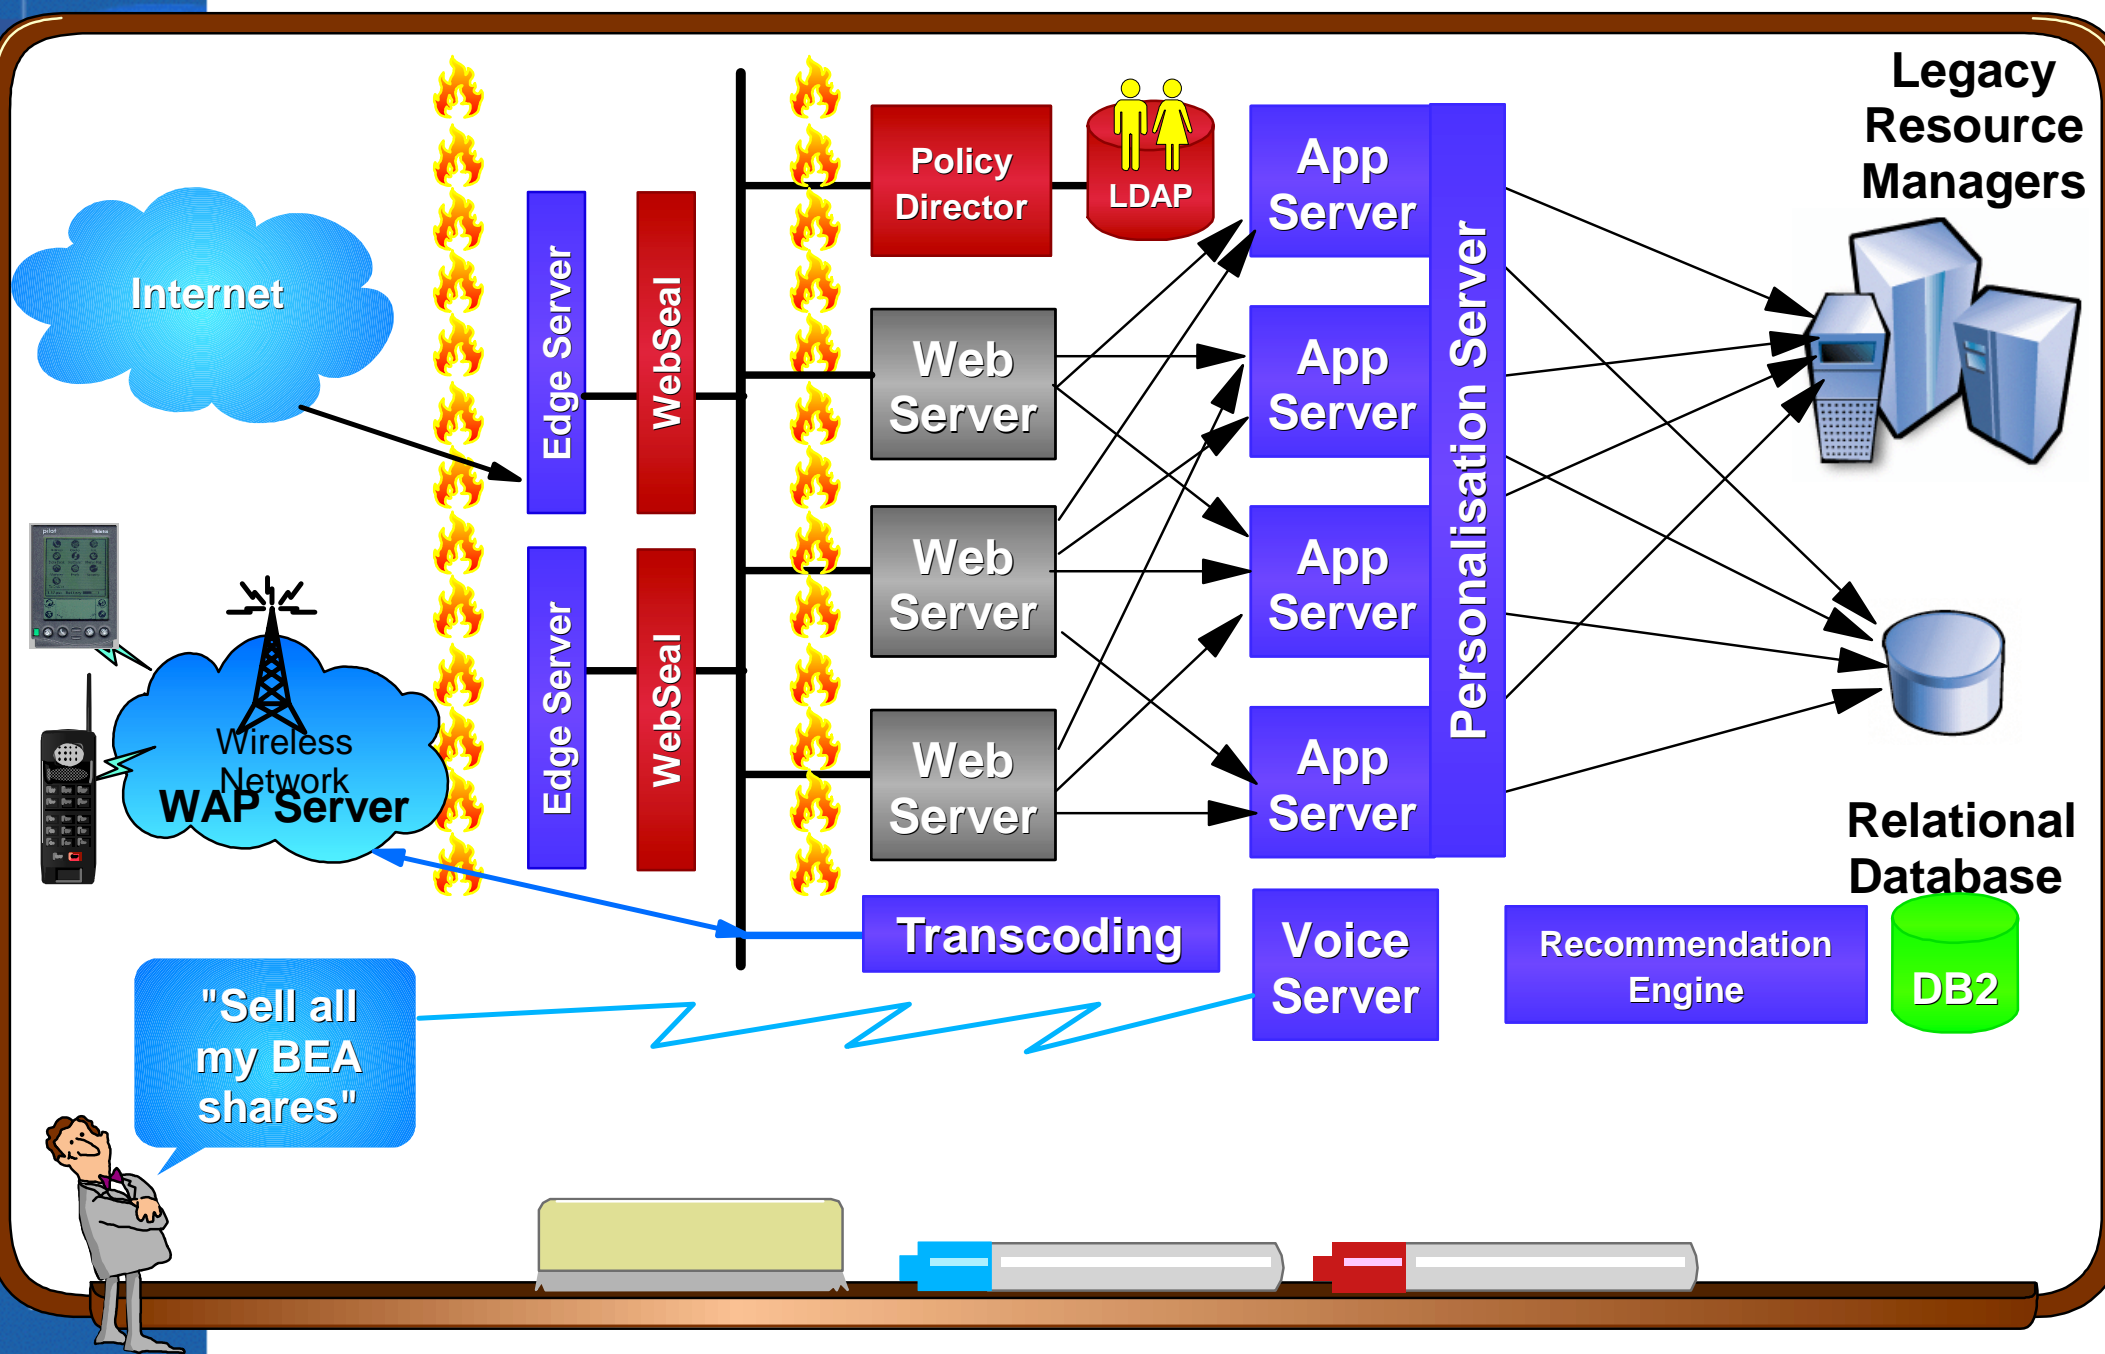 Legacy
Resource
Managers
Policy
Director
LDAP
App
Server
Internet
Edge Server
WebSeal
Web
Server
App
Server
Personalisation Server
Web
Server
App
Server
pilot
Edge Server
WebSeal
Wireless
Network
WAP Server
Web
Server
App
Server
Relational
Database
Transcoding
Voice
Server
Recommendation
Engine
DB2
"Sell all
my BEA
shares"